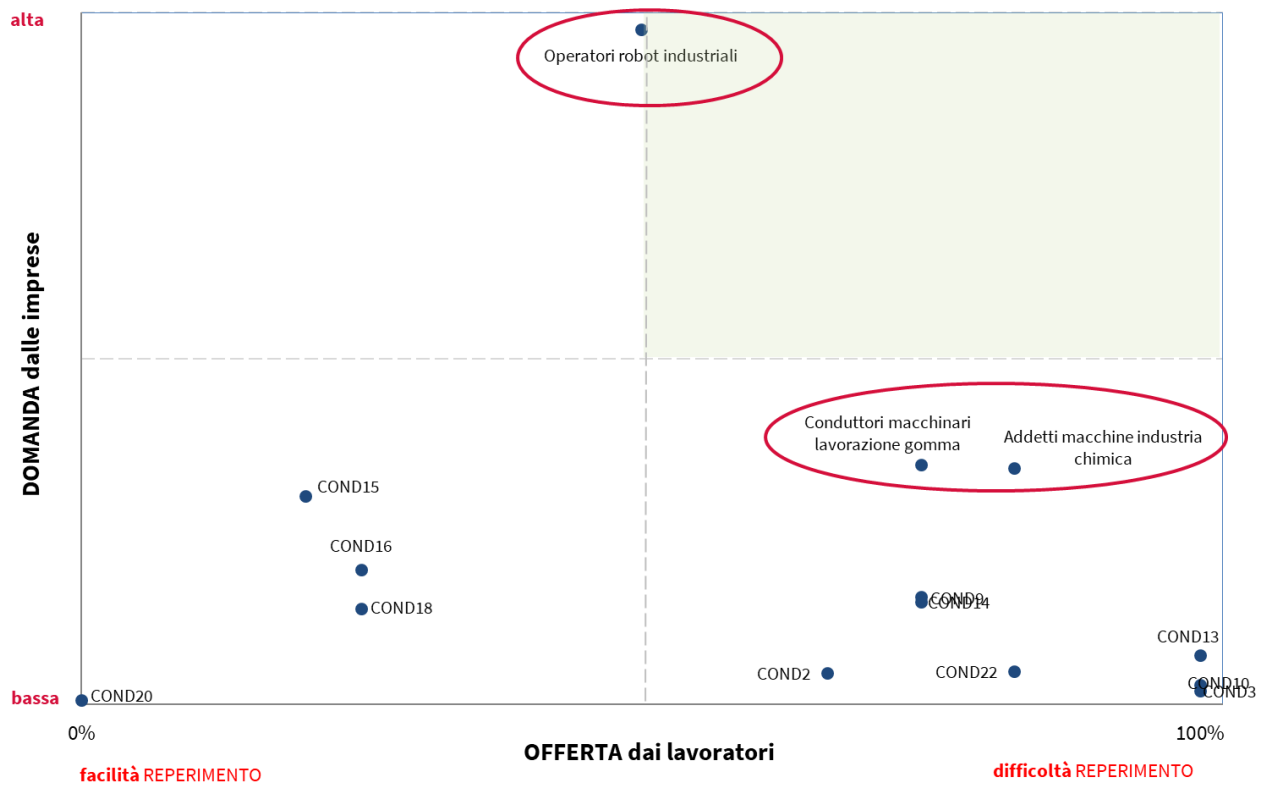 alta
Operatori robot industriali
DOMANDA dalle imprese
Conduttori macchinari
lavorazione gomma
Addetti macchine industria
chimica
COND15
COND16
COND18
COND9
COND14
COND13
COND2
COND22
COND10
COND3
bassa
COND20
0%
100%
OFFERTA dai lavoratori
facilità REPERIMENTO
difficoltà REPERIMENTO